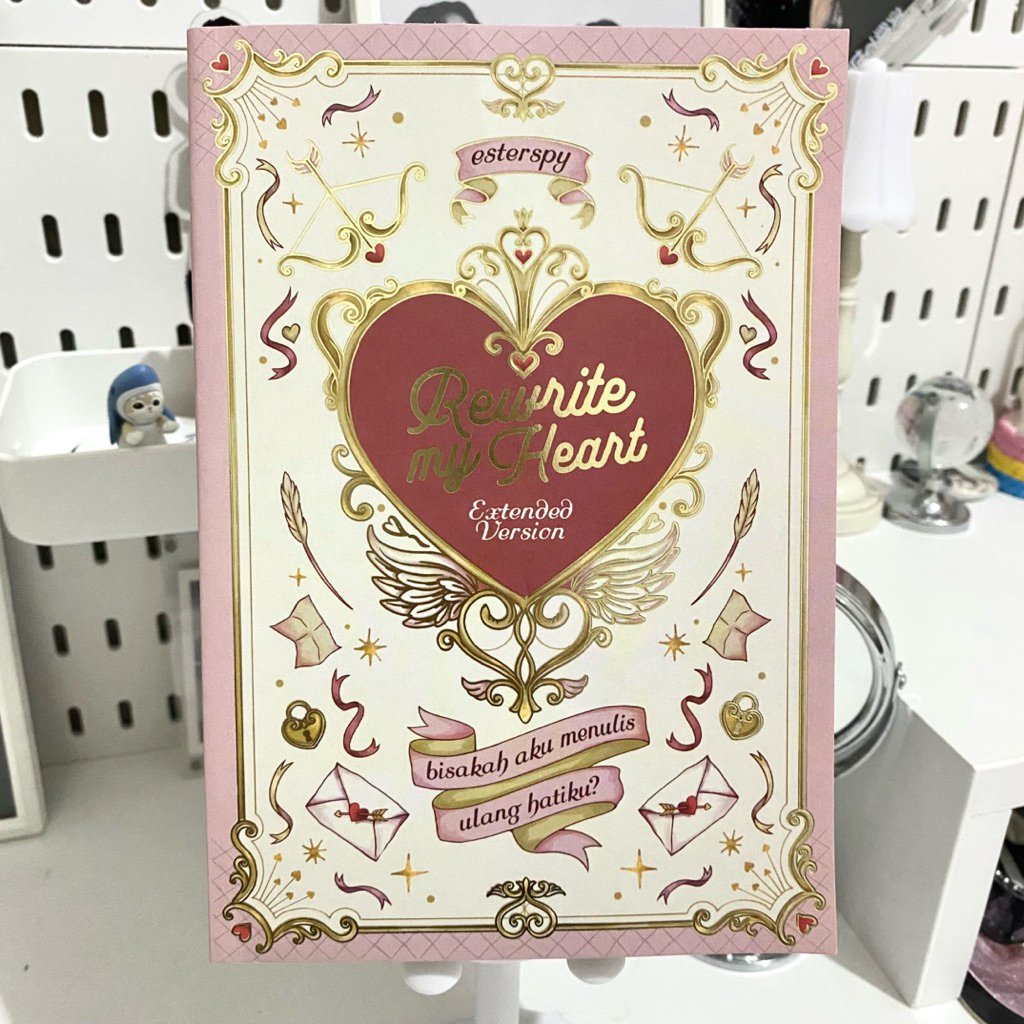 esterspy
Rewrite
my Heart
Extended
Version
bisakah aku menulis
ulang hatiku?